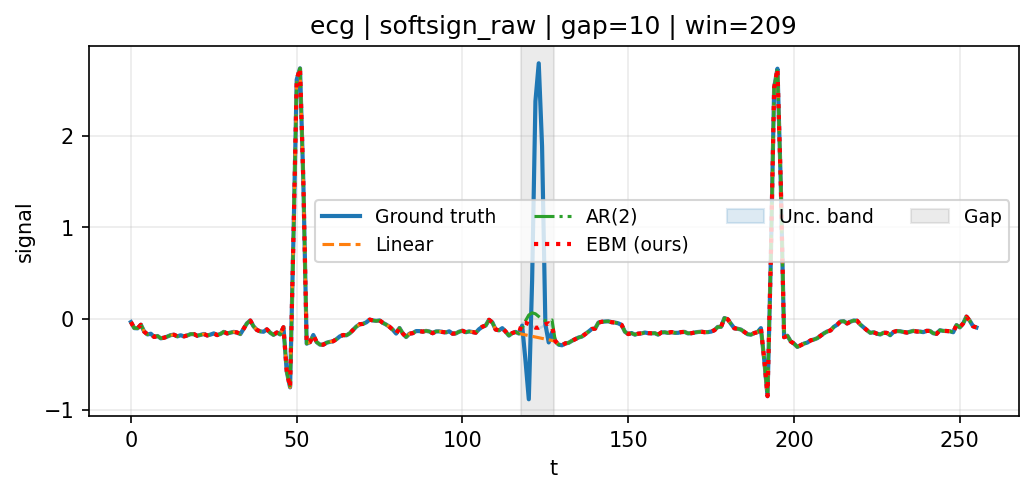 ecg | softsign_raw | gap=10 | win=209
signal
2
1
0
−1
Ground truth AR(2) Unc. band Gap
Linear EBM (ours)
0 50 100 150 200 250
t